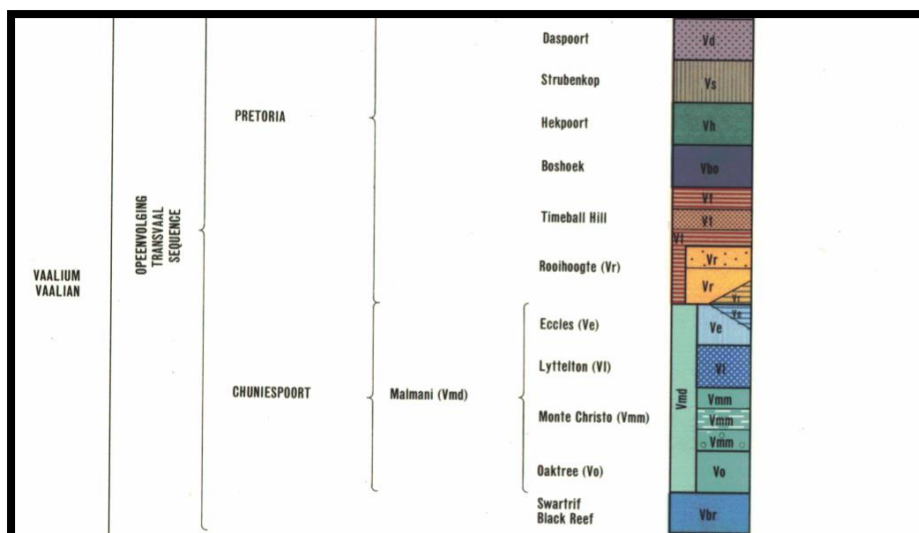 Daspoort
Vd
Strubenkop
Vs
PRETORIA
Hekpoort
Vh
Boshoek
Vbo
Vt
Timeball Hill
Vt
Vt
OPEENVOLGING
TRANSVAAL
SEQUENCE
Rooihoogte (Vr)
Vr
Vr
Vr
VAALIUM
VAALIAN
Eccles (Ve)
Ve
Ve
Lyttelton (Vl)
Vl
CHUNIESPOORT
Malmani (Vmd)
Vmd
Vmm
Monte Christo (Vmm)
Vmm
Vmm
Oaktree (Vo)
Vo
Swartrif
Black Reef
Vbr